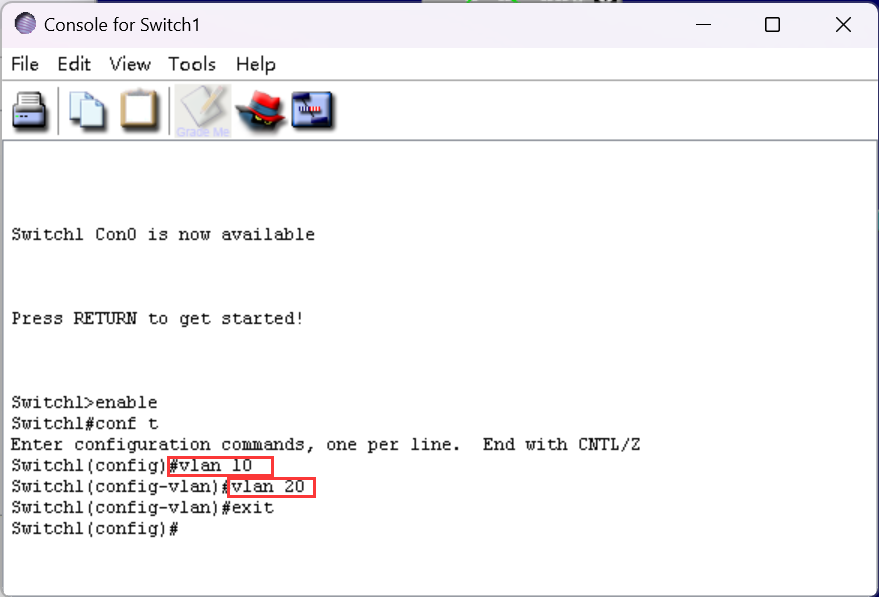 Console for Switch1
File Edit View Tools Help
Grade Me
Switch1 Con0 is now available
Press RETURN to get started!
Switch1>enable
Switch1#conf t
Enter configuration commands, one per line.  End with CNTL/Z
Switch1(config)#vlan 10
Switch1(config-vlan)#vlan 20
Switch1(config-vlan)#exit
Switch1(config)#